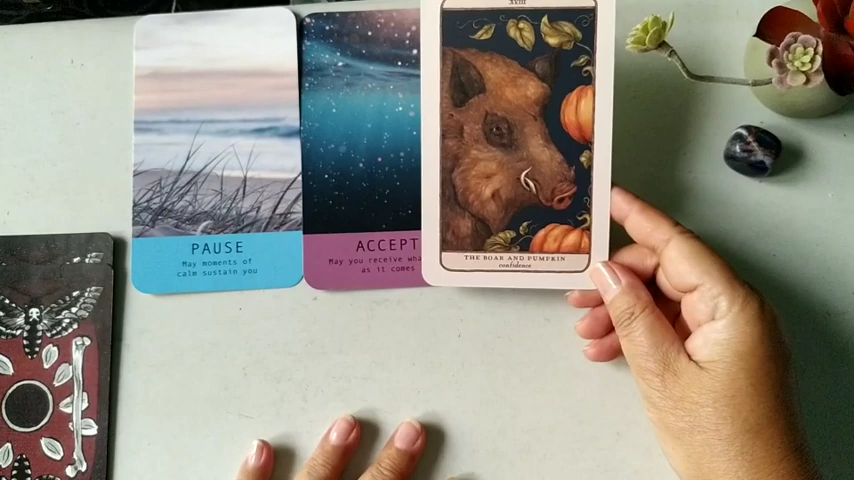 PAUSE
May moments of
calm sustain you
ACCEPT
May you receive
as it comes
XVIII
THE BOAR AND PUMPKIN
confidence